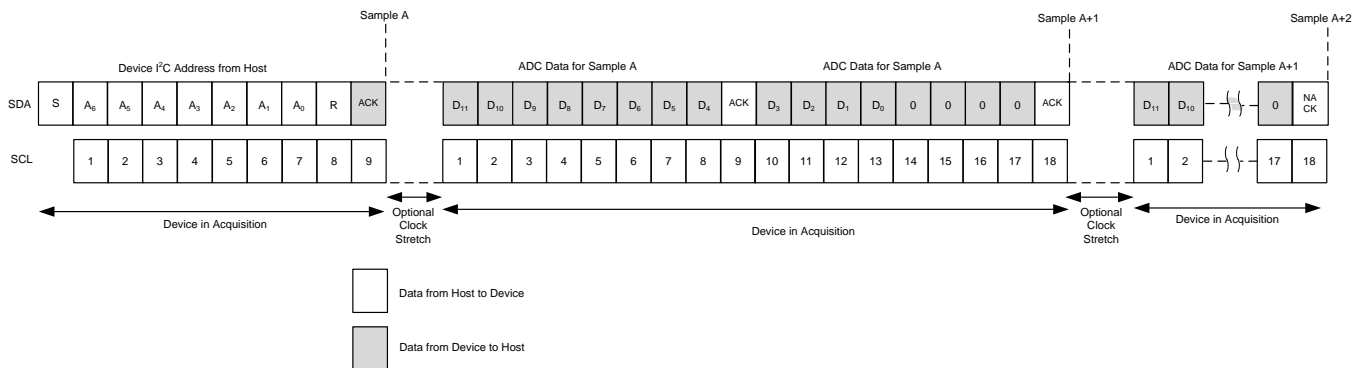 Sample A
Sample A+1
Sample A+2
Device I²C Address from Host
ADC Data for Sample A
ADC Data for Sample A
ADC Data for Sample A+1
SDA S A₆ A₅ A₄ A₃ A₂ A₁ A₀ R ACK D₁₁ D₁₀ D₉ D₈ D₇ D₆ D₅ D₄ ACK D₃ D₂ D₁ D₀ 0 0 0 0 ACK D₁₁ D₁₀ 0 NA
CK
SCL 1 2 3 4 5 6 7 8 9 1 2 3 4 5 6 7 8 9 10 11 12 13 14 15 16 17 18 1 2 17 18
Device in Acquisition
Optional
Clock
Stretch
Device in Acquisition
Optional
Clock
Stretch
Device in Acquisition
Data from Host to Device
Data from Device to Host